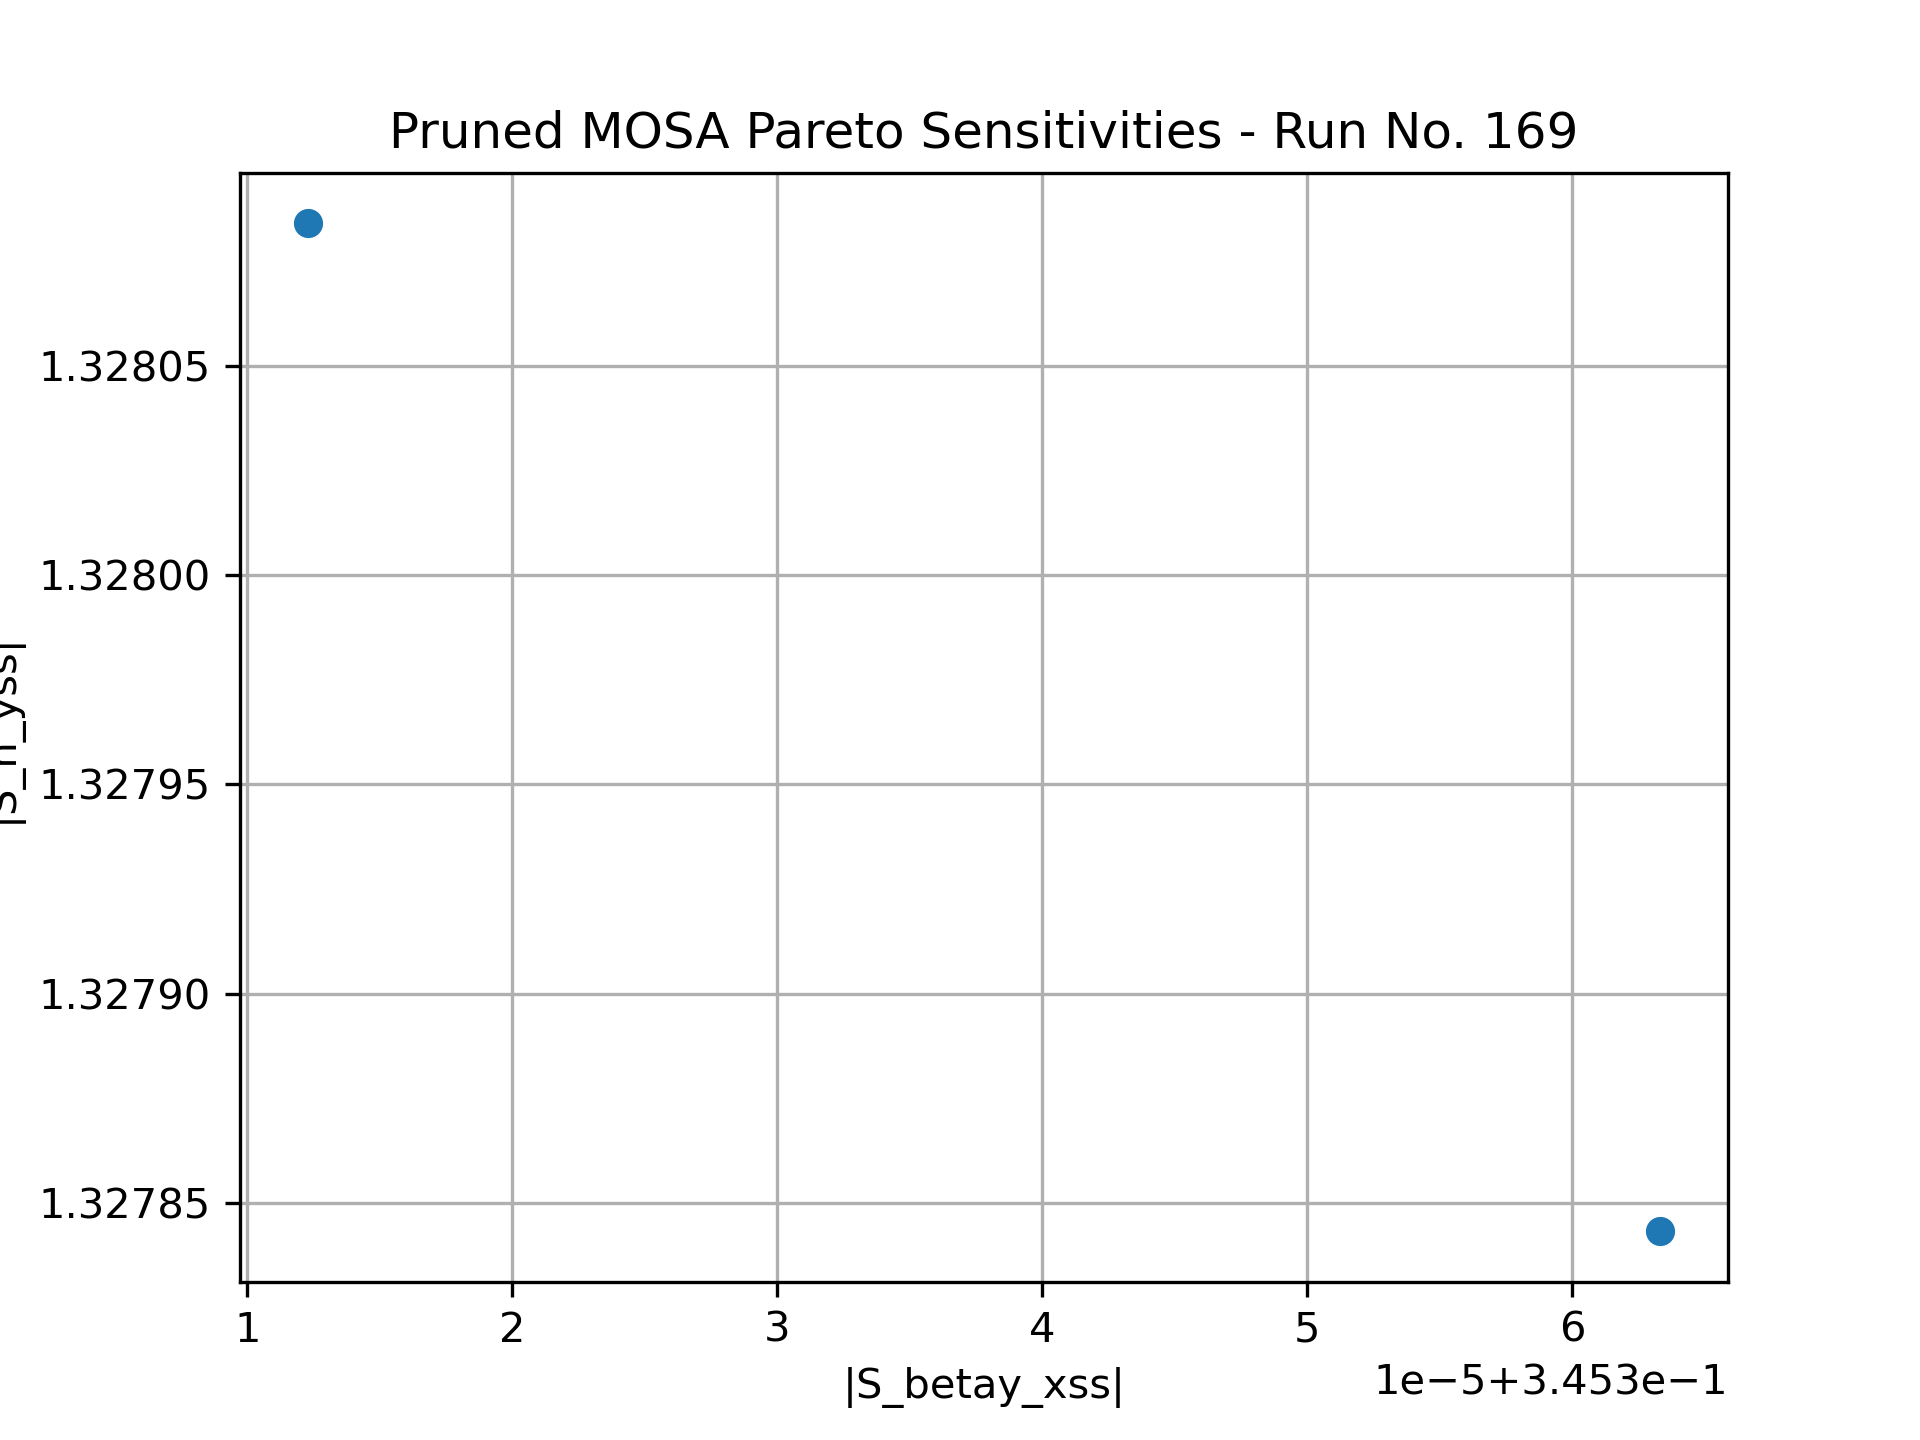 Pruned MOSA Pareto Sensitivities - Run No. 169
1.32805
1.32800
1.32795
1.32790
1.32785
1 2 3 4 5 6
|S_betay_xss|
1e−5+3.453e−1